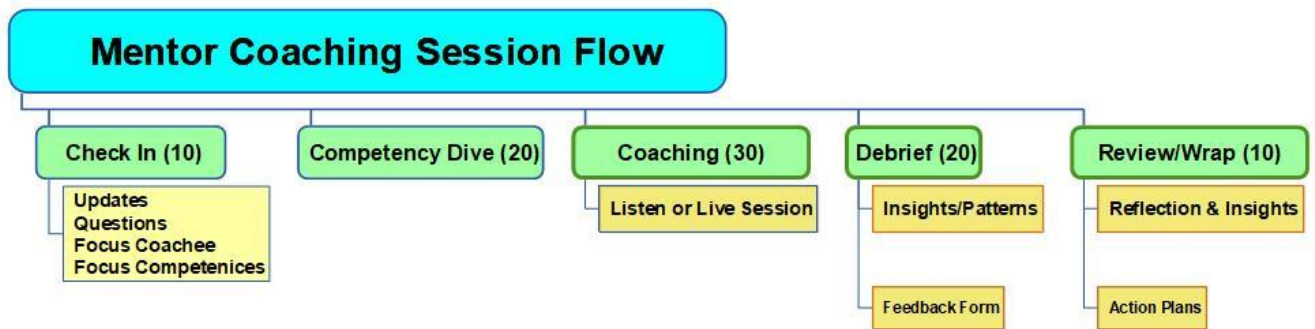 Mentor Coaching Session Flow
Check In (10)
Updates
Questions
Focus Coachee
Focus Competenices
Competency Dive (20)
Coaching (30)
Listen or Live Session
Debrief (20)
Insights/Patterns
Feedback Form
Review/Wrap (10)
Reflection & Insights
Action Plans